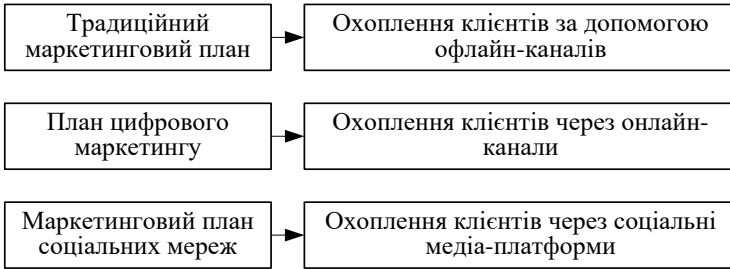 Традиційний
маркетинговий план
Охоплення клієнтів за допомогою
офлайн-каналів
План цифрового
маркетингу
Охоплення клієнтів через онлайн-
канали
Маркетинговий план
соціальних мереж
Охоплення клієнтів через соціальні
медіа-платформи